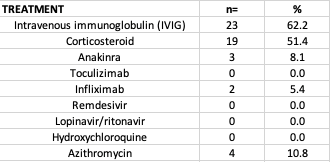 TREATMENT n= %
Intravenous immunoglobulin (IVIG) 23 62.2
Corticosteroid 19 51.4
Anakinra 3 8.1
Toculizimab 0 0.0
Infliximab 2 5.4
Remdesivir 0 0.0
Lopinavir/ritonavir 0 0.0
Hydroxychloroquine 0 0.0
Azithromycin 4 10.8